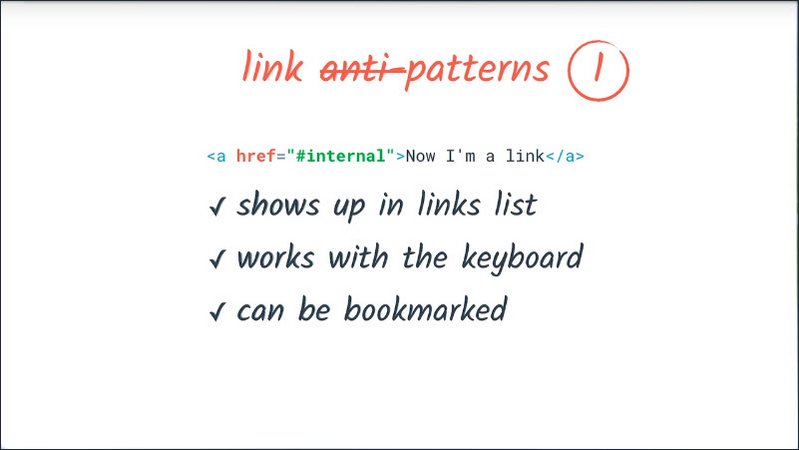 link anti-patterns 1
<a href="#internal">Now I'm a link</a>
✓ shows up in links list
✓ works with the keyboard
✓ can be bookmarked